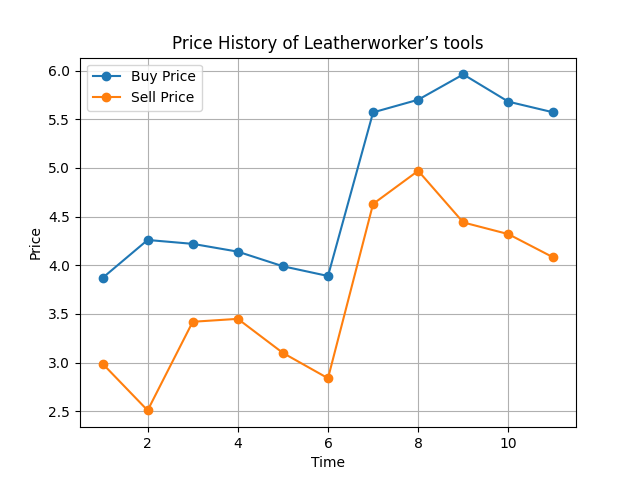 Price History of Leatherworker’s tools
Buy Price
Sell Price
6.0
5.5
5.0
4.5
4.0
3.5
3.0
2.5
Price
2 4 6 8 10
Time